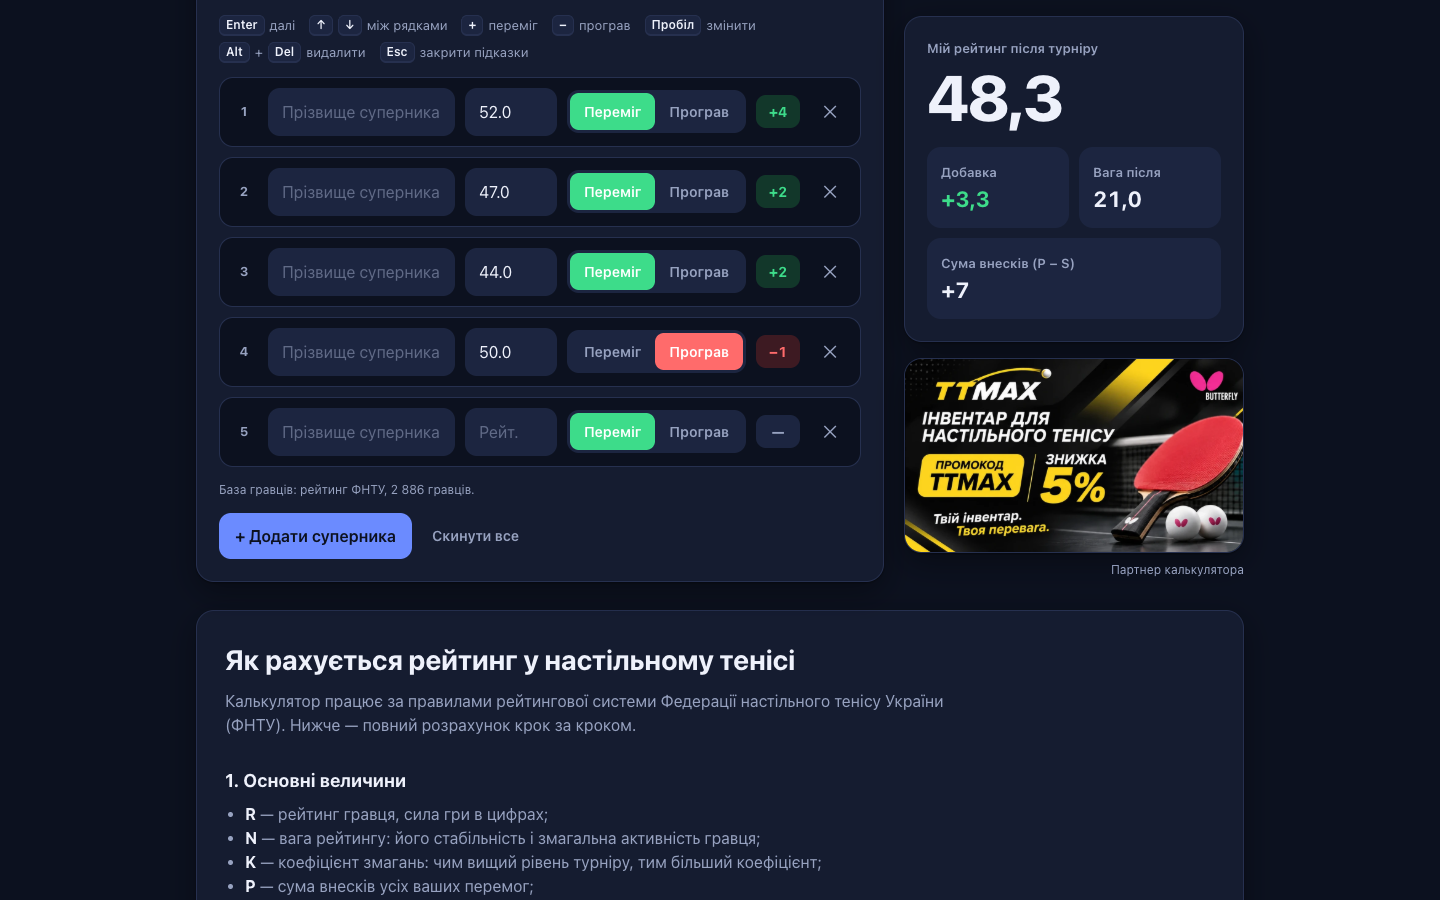 Enter далі ↑ ↓ між рядками + переміг − програв Пробіл змінити
Alt + Del видалити Esc закрити підказки
1 Прізвище суперника 52.0 Переміг Програв +4 ×
2 Прізвище суперника 47.0 Переміг Програв +2 ×
3 Прізвище суперника 44.0 Переміг Програв +2 ×
4 Прізвище суперника 50.0 Переміг Програв −1 ×
5 Прізвище суперника Рейт. Переміг Програв — ×
База гравців: рейтинг ФНТУ, 2 886 гравців.
+ Додати суперника Скинути все
Мій рейтинг після турніру
48,3
Добавка
+3,3
Вага після
21,0
Сума внесків (P − S)
+7
TTMAX
BUTTERFLY
ІНВЕНТАР ДЛЯ
НАСТІЛЬНОГО ТЕНІСУ
ПРОМОКОД
TTMAX
ЗНИЖКА
5%
Твій інвентар.
Твоя перевага.
Партнер калькулятора
Як рахується рейтинг у настільному тенісі
Калькулятор працює за правилами рейтингової системи Федерації настільного тенісу України
(ФНТУ). Нижче — повний розрахунок крок за кроком.
1. Основні величини
• R — рейтинг гравця, сила гри в цифрах;
• N — вага рейтингу: його стабільність і змагальна активність гравця;
• K — коефіцієнт змагань: чим вищий рівень турніру, тим більший коефіцієнт;
• P — сума внесків усіх ваших перемог;